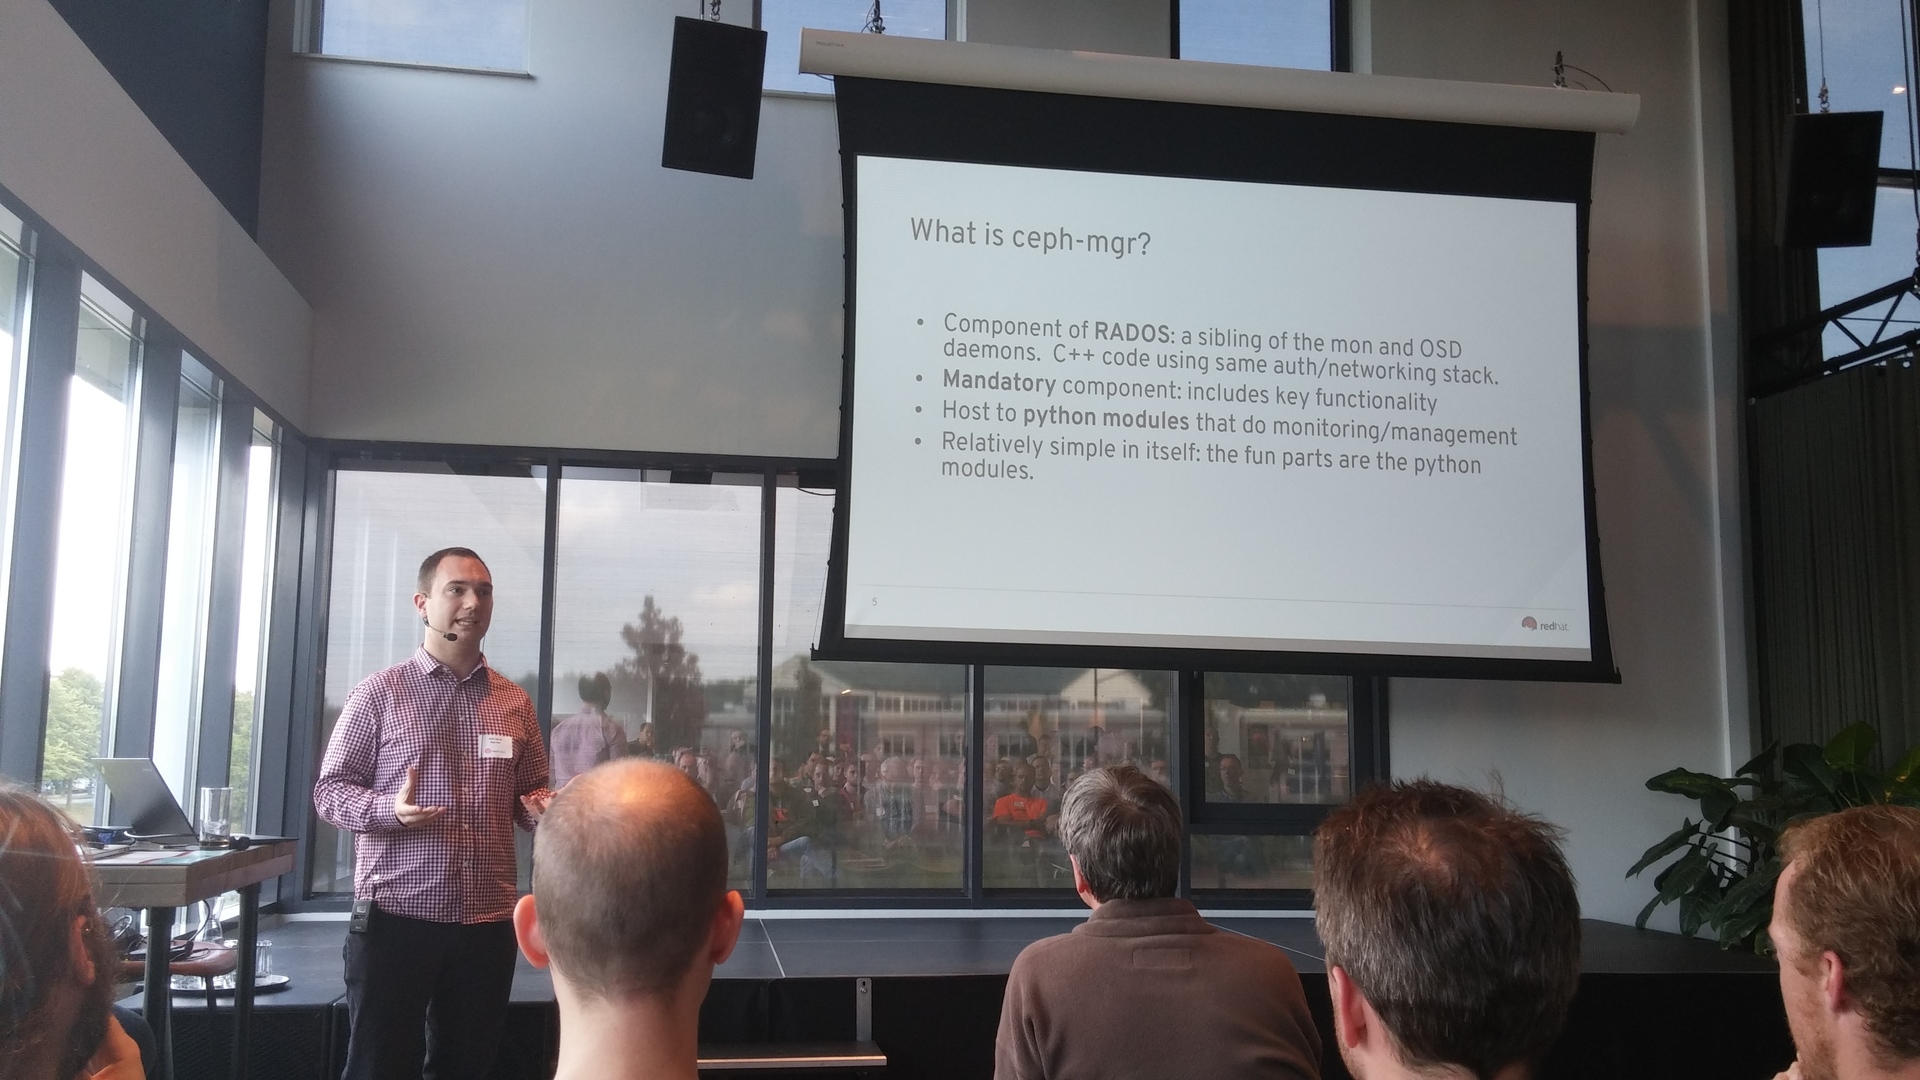 What is ceph-mgr?
• Component of RADOS: a sibling of the mon and OSD
daemons. C++ code using same auth/networking stack.
• Mandatory component: includes key functionality
• Host to python modules that do monitoring/management
• Relatively simple in itself: the fun parts are the python
modules.
5
redhat.